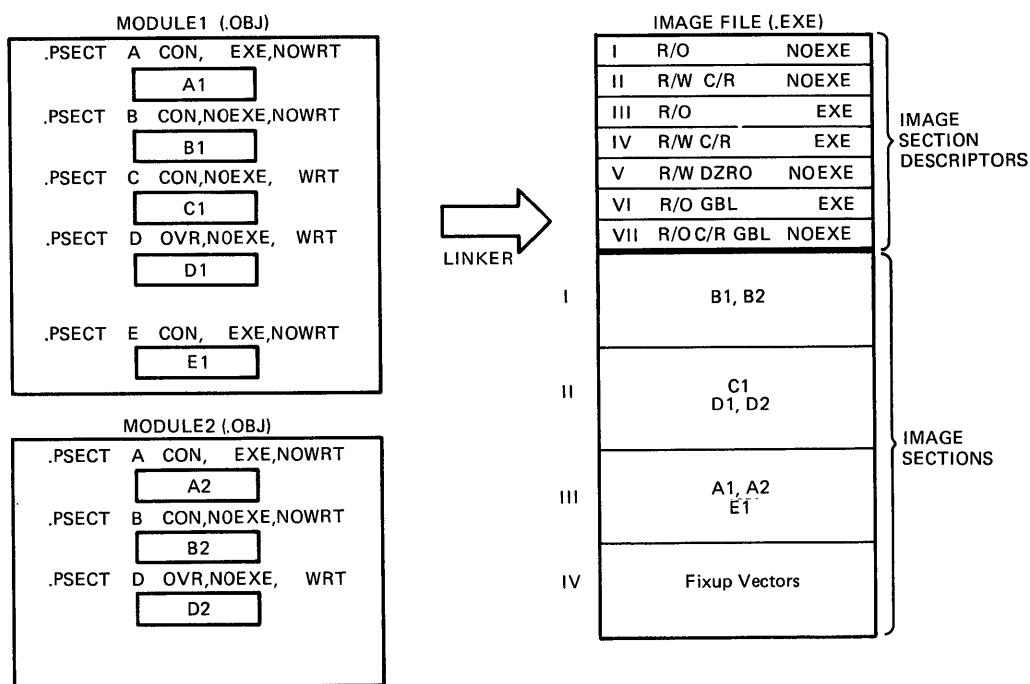 MODULE1 (.OBJ)
.PSECT A CON, EXE,NOWRT
A1
.PSECT B CON,NOEXE,NOWRT
B1
.PSECT C CON,NOEXE, WRT
C1
.PSECT D OVR,NOEXE, WRT
D1
.PSECT E CON, EXE,NOWRT
E1
MODULE2 (.OBJ)
.PSECT A CON, EXE,NOWRT
A2
.PSECT B CON,NOEXE,NOWRT
B2
.PSECT D OVR,NOEXE, WRT
D2
LINKER
IMAGE FILE (.EXE)
I R/O NOEXE
II R/W C/R NOEXE
III R/O EXE
IV R/W C/R EXE
V R/W DZRO NOEXE
VI R/O GBL EXE
VII R/O C/R GBL NOEXE
IMAGE
SECTION
DESCRIPTORS
I B1, B2
II C1
D1, D2
III A1, A2
E1
IV Fixup Vectors
IMAGE
SECTIONS